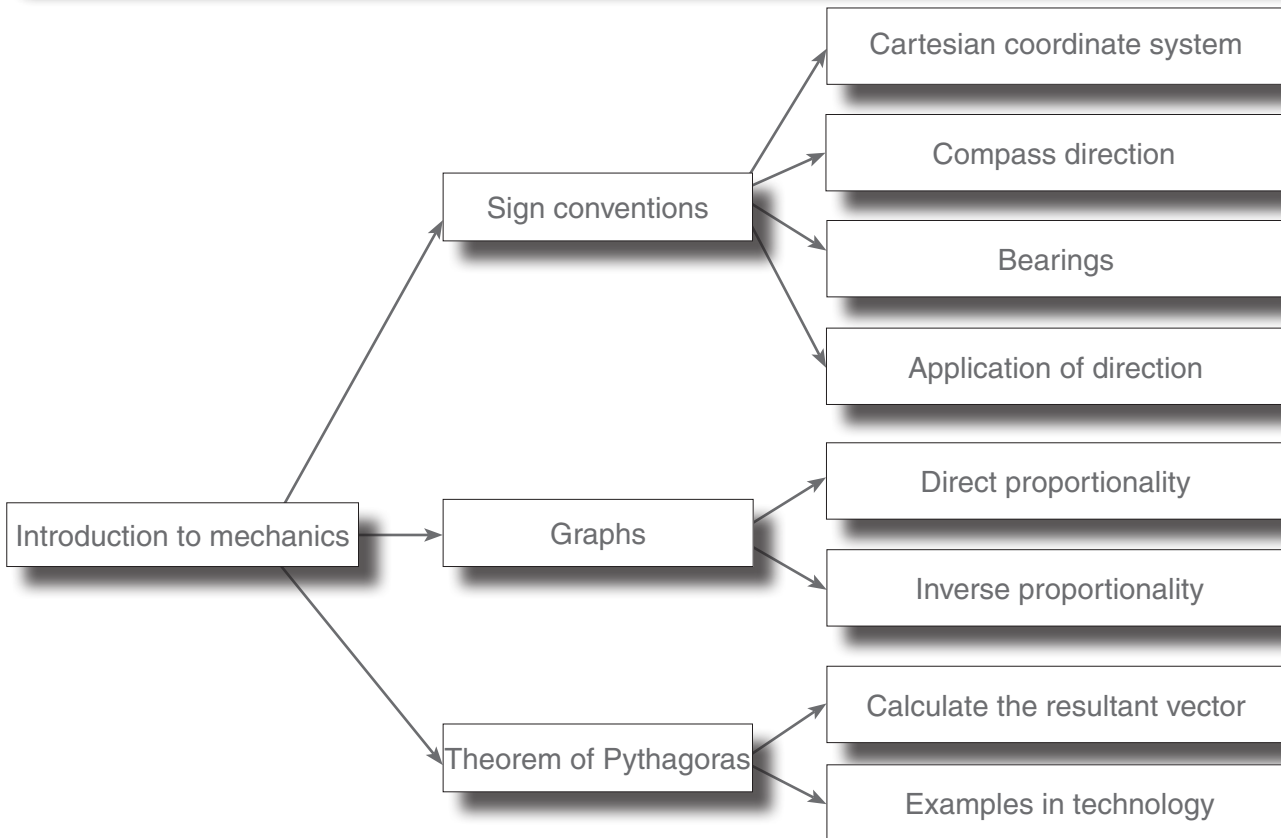 Introduction to mechanics
Sign conventions
Cartesian coordinate system
Compass direction
Bearings
Application of direction
Graphs
Direct proportionality
Inverse proportionality
Theorem of Pythagoras
Calculate the resultant vector
Examples in technology